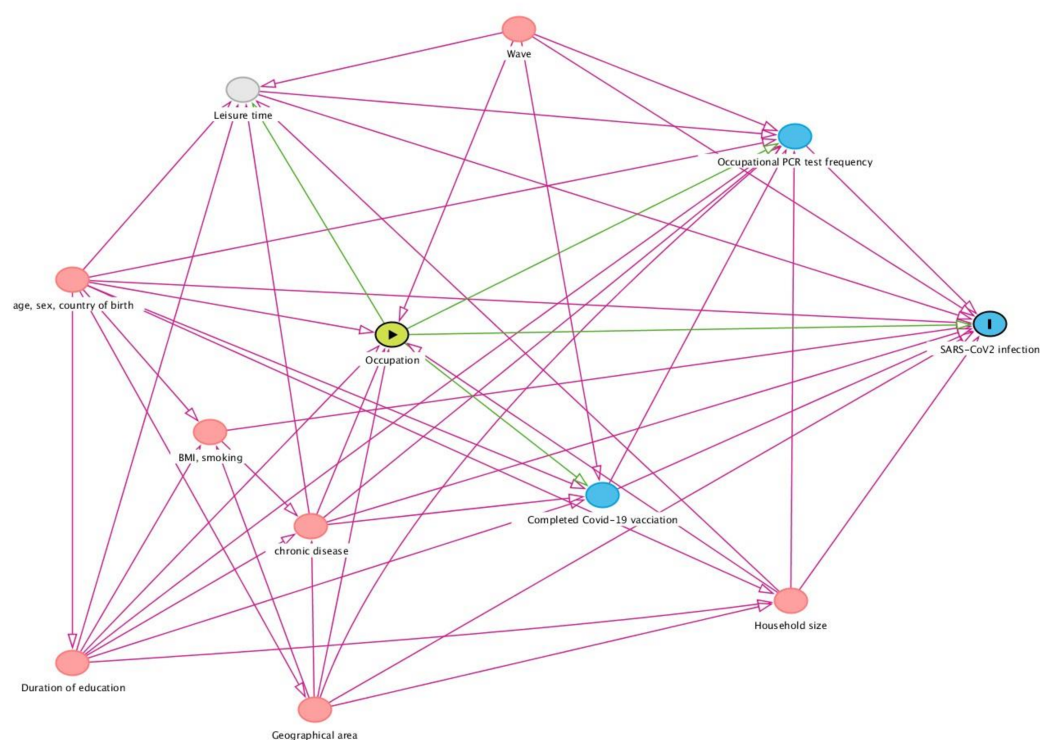 Wave
Leisure time
Occupational PCR test frequency
age, sex, country of birth
Occupation
SARS-CoV2 infection
BMI, smoking
Completed Covid-19 vacciation
chronic disease
Household size
Duration of education
Geographical area